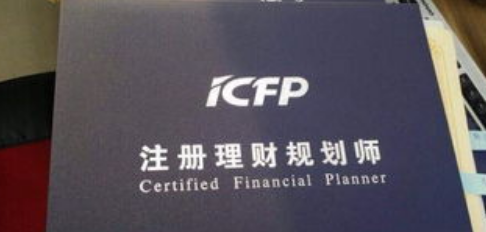 ICFP
注册理财规划师
Certified Financial Planner